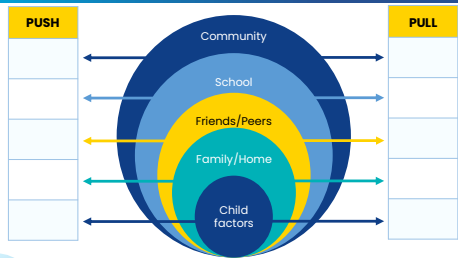 PUSH
PULL
Community
School
Friends/Peers
Family/Home
Child
factors